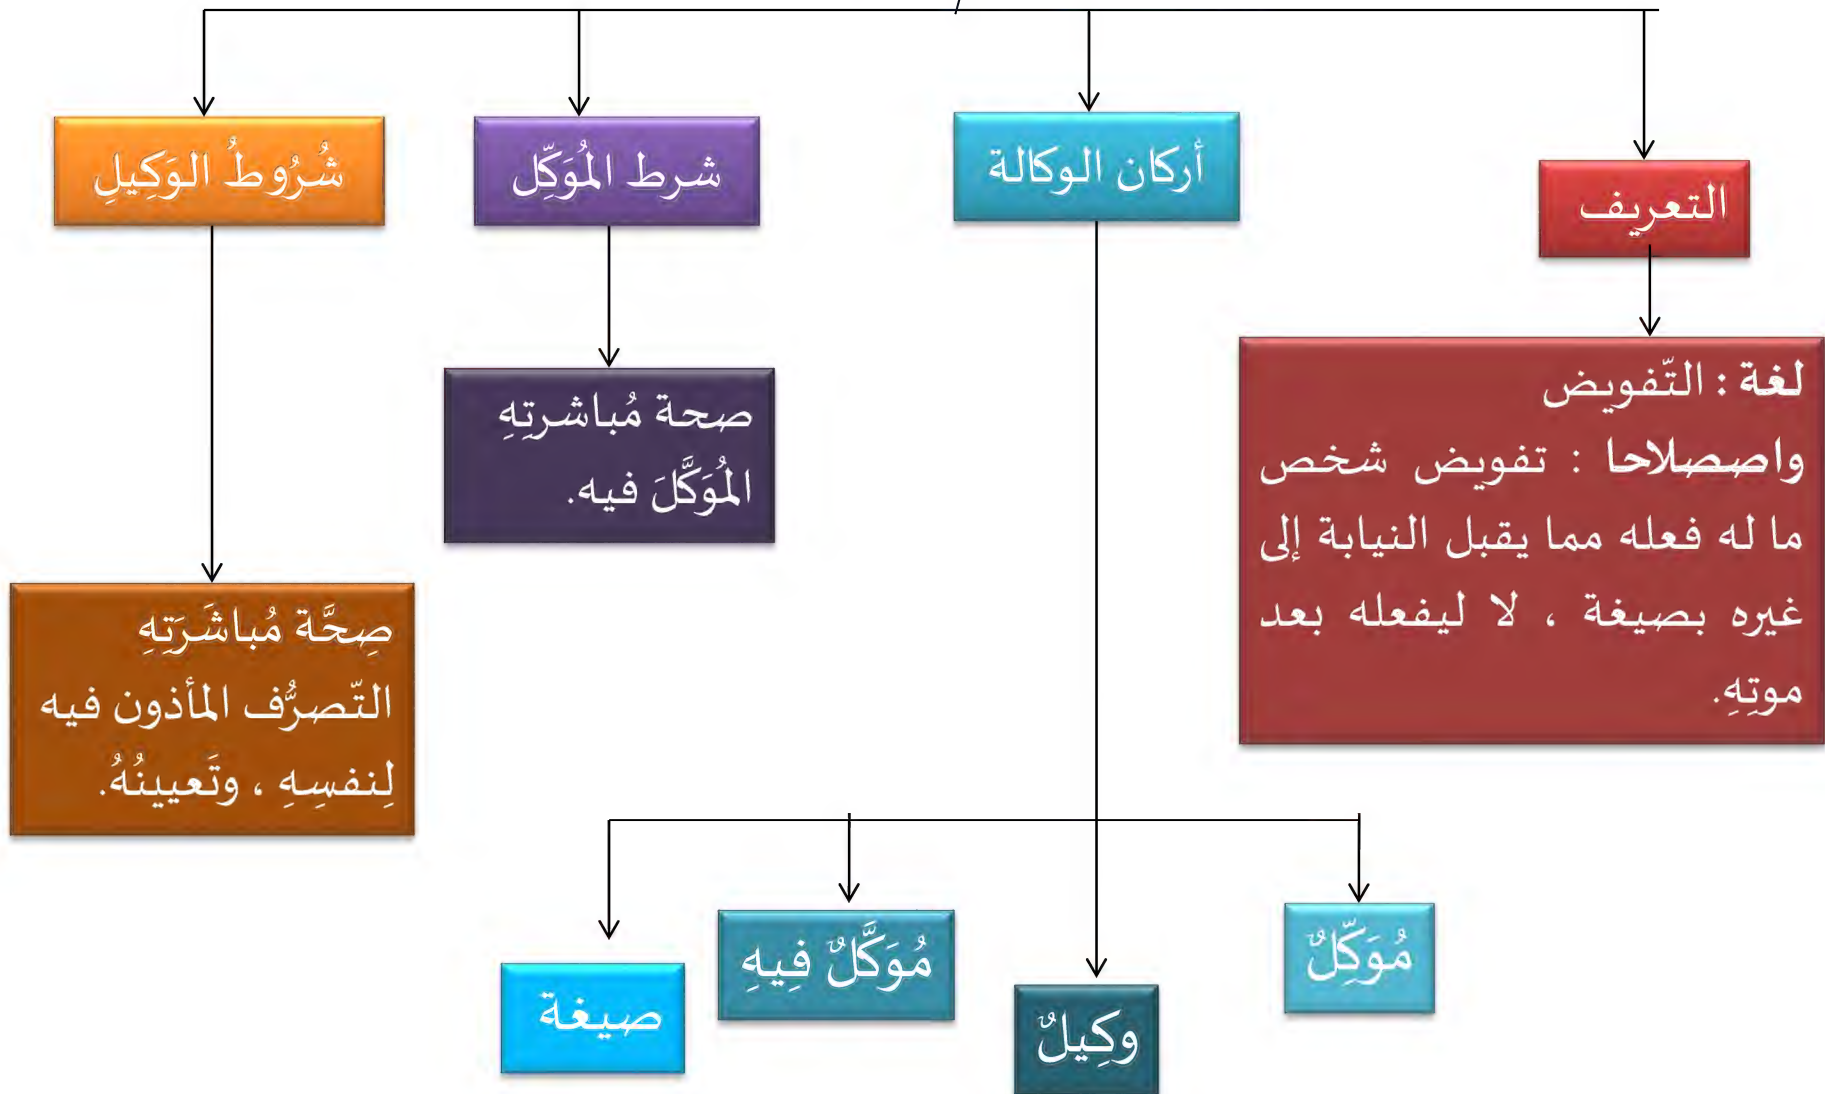 التعريف
أركان الوكالة
شرط المُوَكِّل
شُرُوطُ الوَكِيلِ
لغة : التّفويض
واصصلاحا : تفويض شخص
ما له فعله مما يقبل النيابة إلى
غيره بصيغة ، لا ليفعله بعد
موتِهِ.
صحة مُباشرتِهِ
المُوَكَّلَ فيه.
صِحَّة مُباشَرَتِهِ
التّصرُّف المأذون فيه
لِنفسِهِ ، وتَعيينُهُ.
مُوَكِّلٌ
وكِيلٌ
مُوَكَّلٌ فِيهِ
صيغة